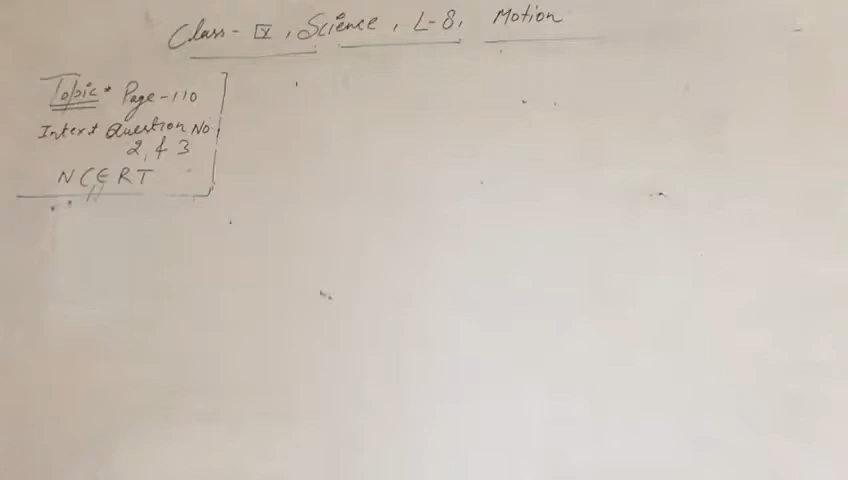 Class - IX, Science, L-8, Motion
Topic * Page - 110
Intext Question No.
2, & 3
NCERT